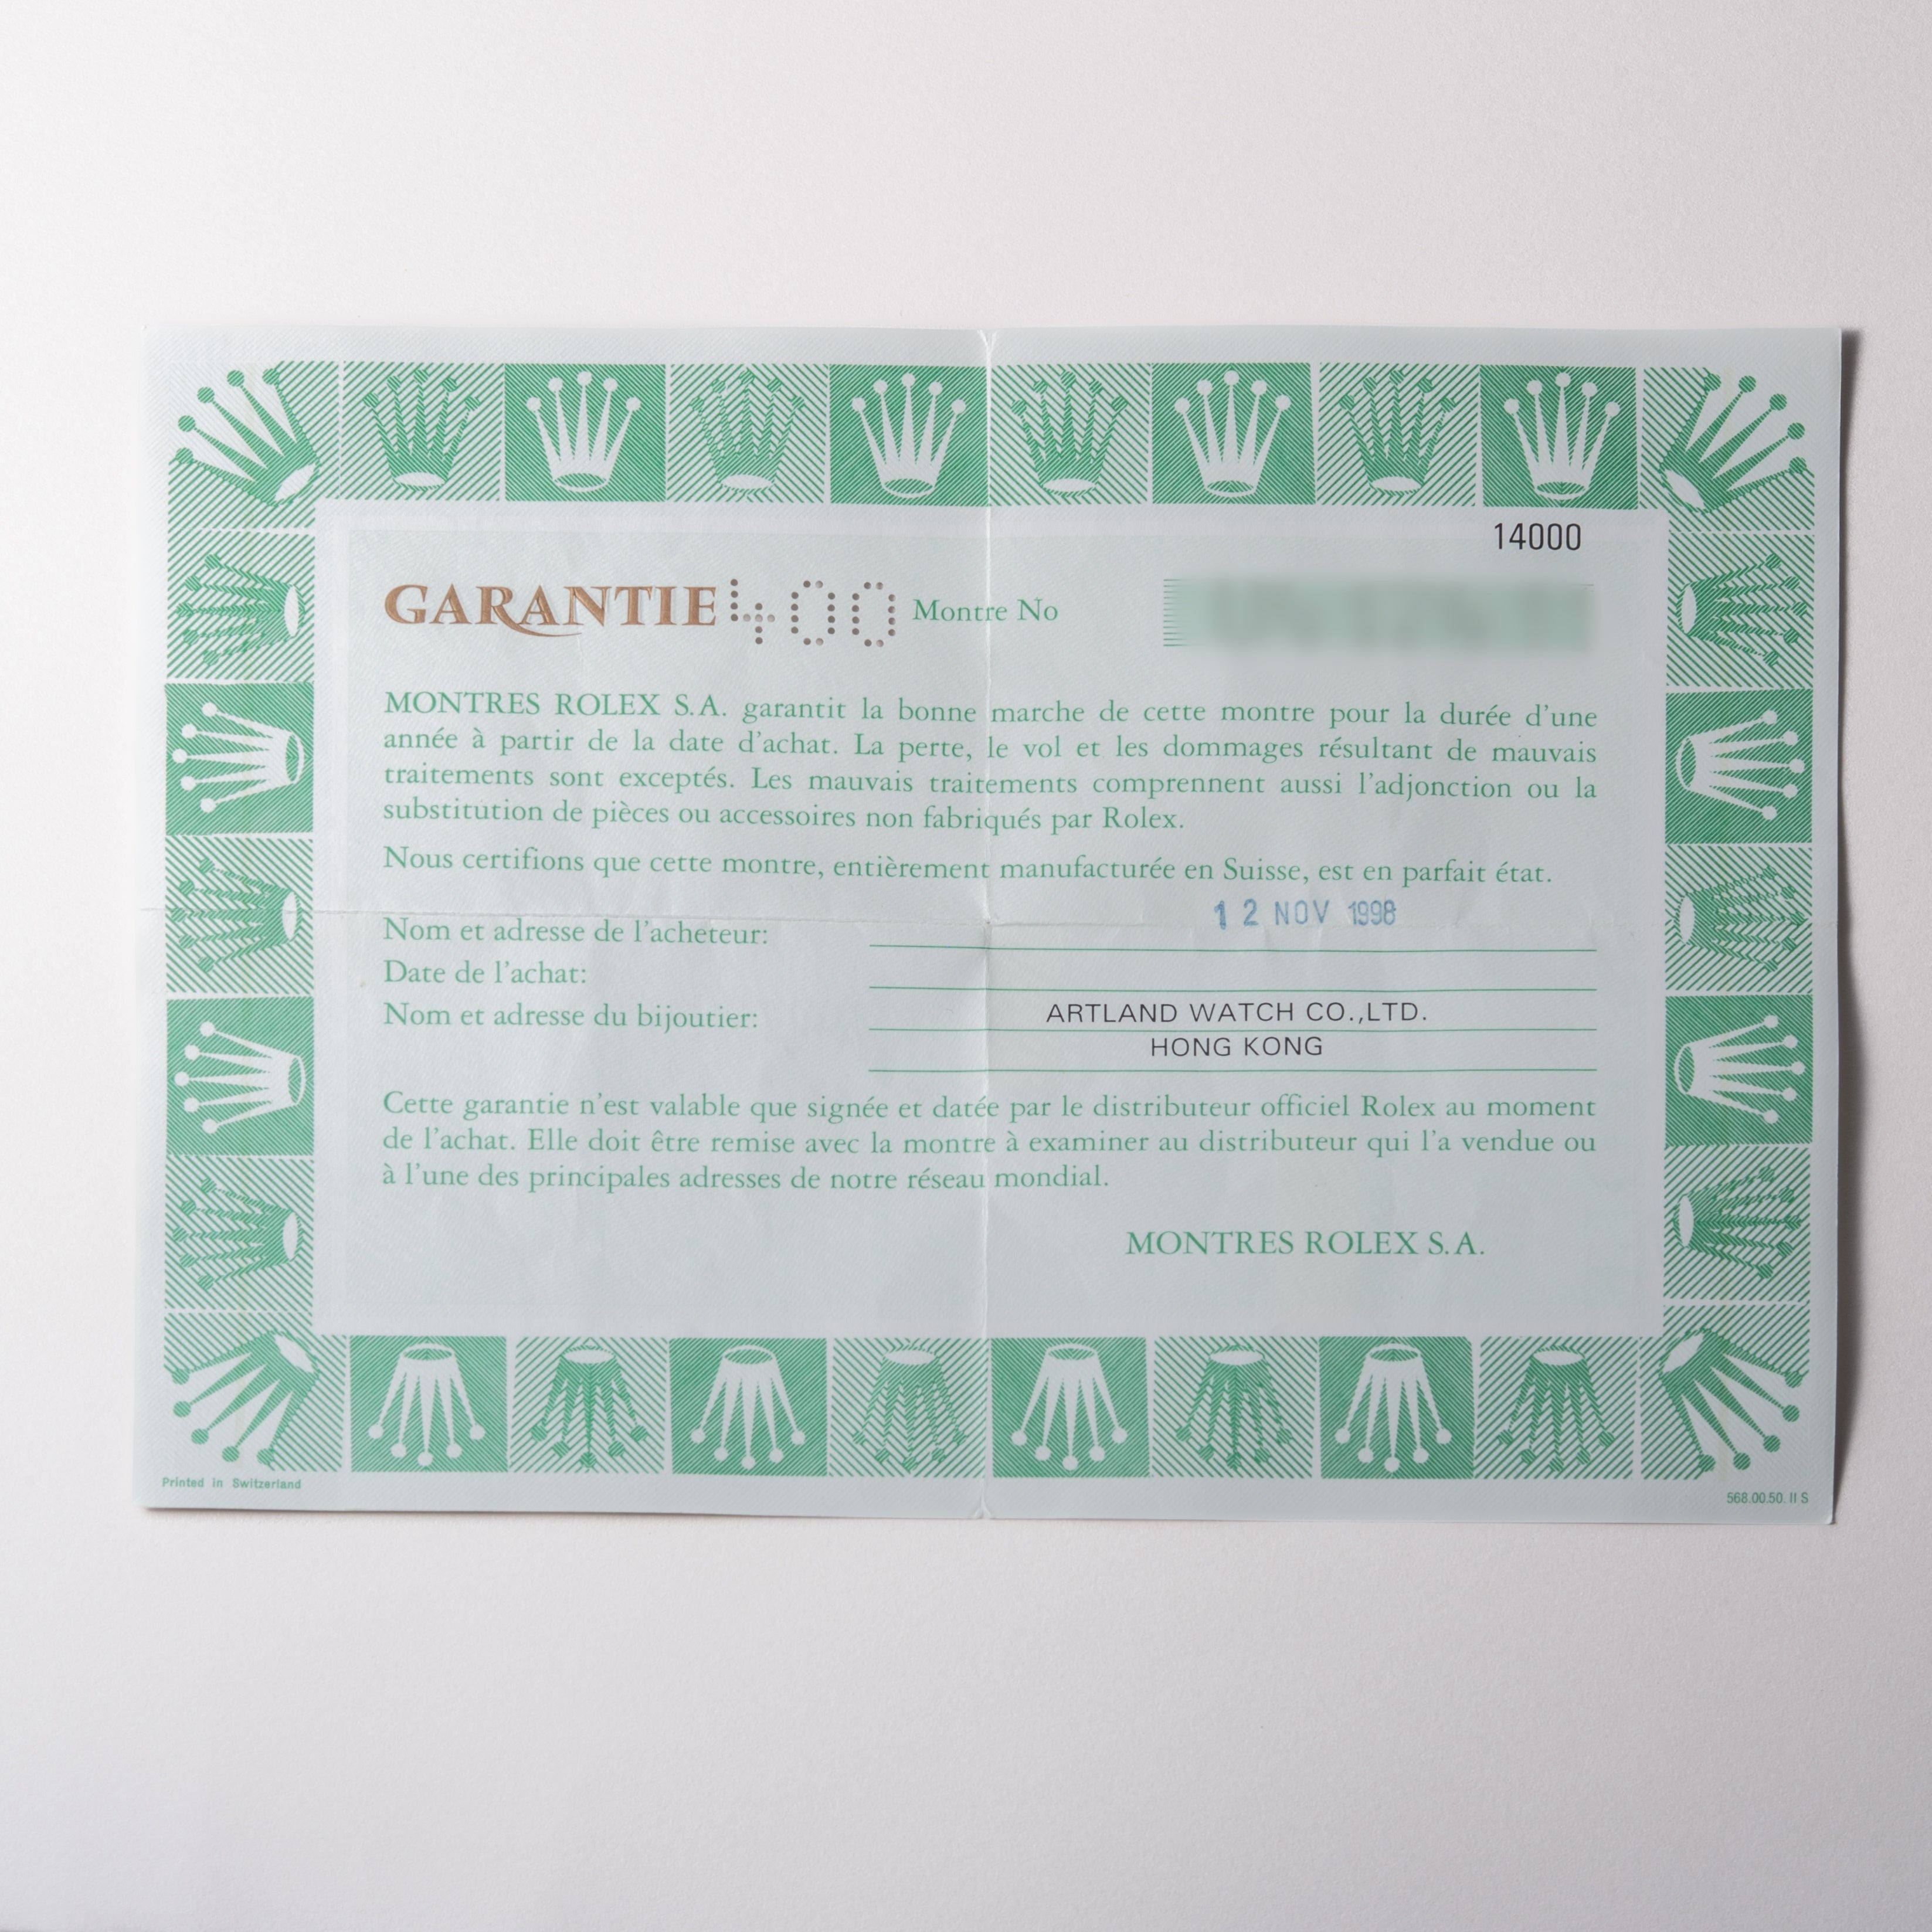 14000
GARANTIE 400 Montre No
MONTRES ROLEX S.A. garantit la bonne marche de cette montre pour la durée d'une
année à partir de la date d'achat. La perte, le vol et les dommages résultant de mauvais
traitements sont exceptés. Les mauvais traitements comprennent aussi l'adjonction ou la
substitution de pièces ou accessoires non fabriqués par Rolex.
Nous certifions que cette montre, entièrement manufacturée en Suisse, est en parfait état.
12 NOV 1998
Nom et adresse de l'acheteur:
Date de l'achat:
Nom et adresse du bijoutier: ARTLAND WATCH CO.,LTD.
HONG KONG
Cette garantie n'est valable que signée et datée par le distributeur officiel Rolex au moment
de l'achat. Elle doit être remise avec la montre à examiner au distributeur qui l'a vendue ou
à l'une des principales adresses de notre réseau mondial.
MONTRES ROLEX S.A.
Printed in Switzerland
568.00.50. II S